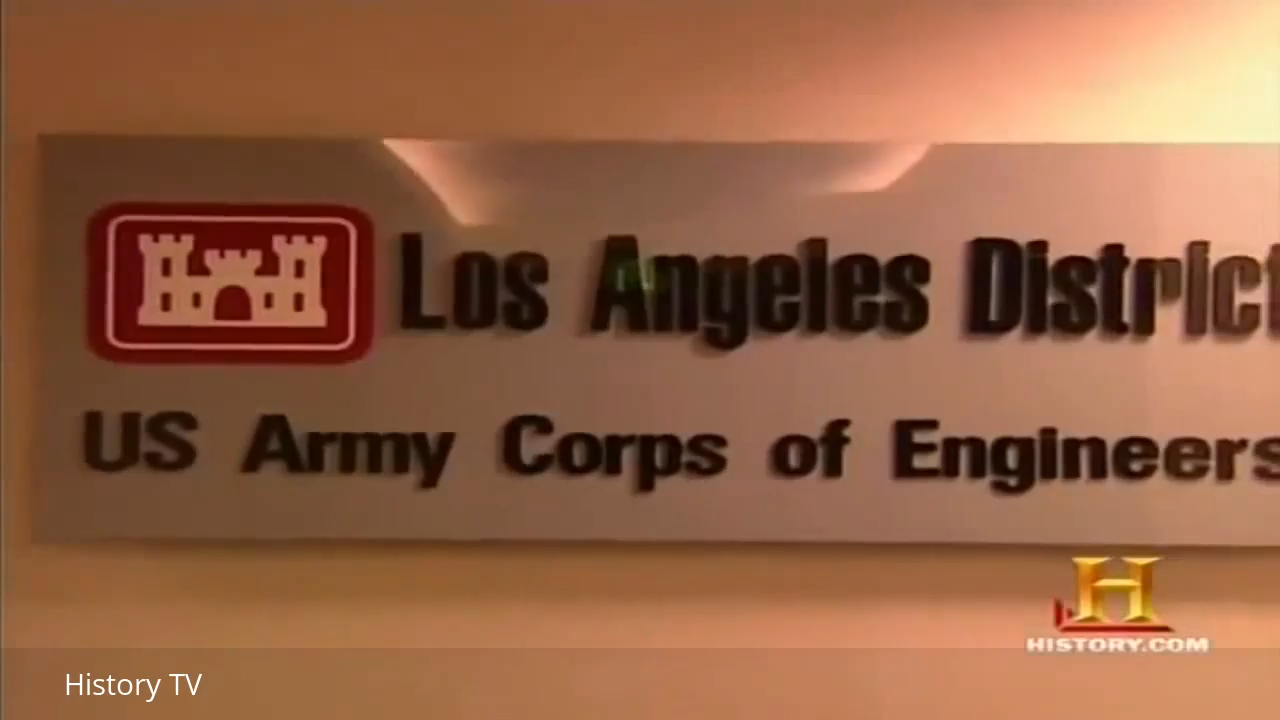 Los Angeles District
US Army Corps of Engineers
H
HISTORY.COM
History TV